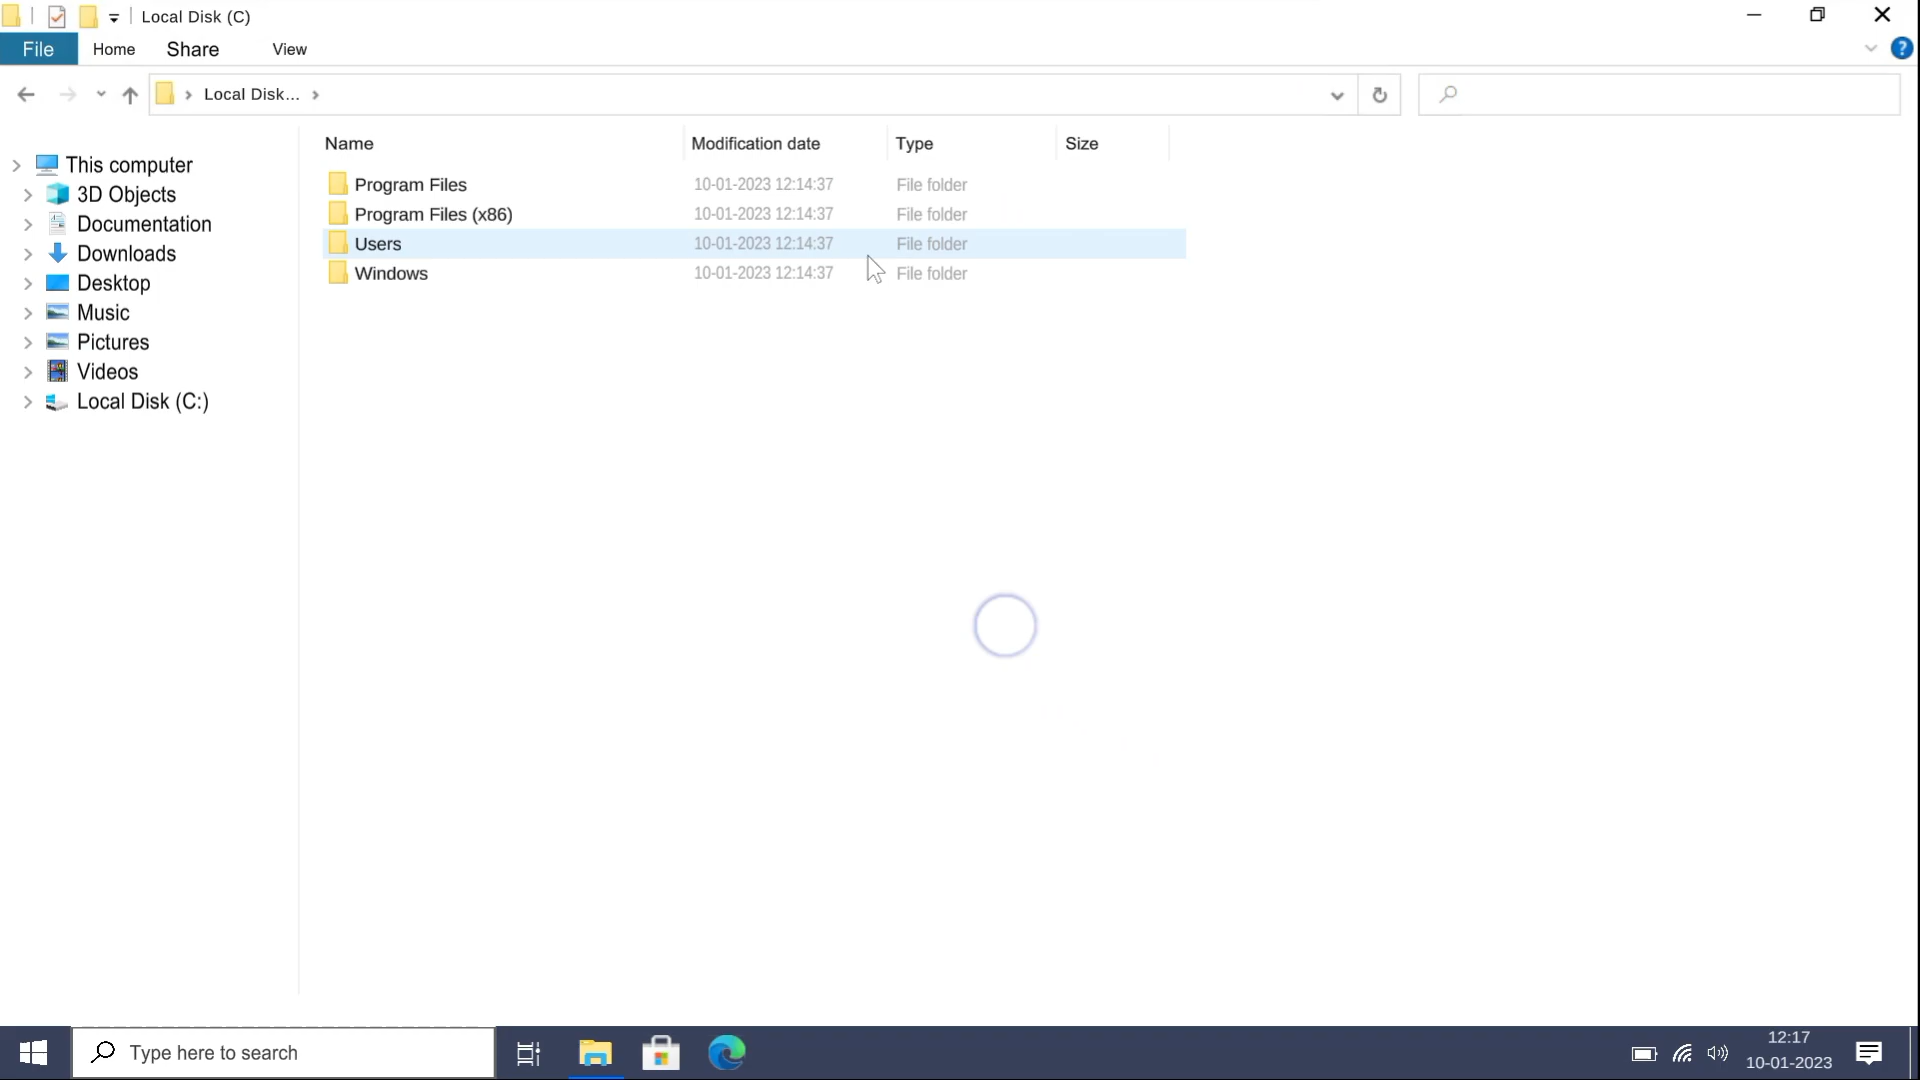 Local Disk (C)
File Home Share View
?
Local Disk...
Name Modification date Type Size
This computer
3D Objects
Documentation
Downloads
Desktop
Music
Pictures
Videos
Local Disk (C:)
Program Files 10-01-2023 12:14:37 File folder
Program Files (x86) 10-01-2023 12:14:37 File folder
Users 10-01-2023 12:14:37 File folder
Windows 10-01-2023 12:14:37 File folder
Type here to search
12:17
10-01-2023